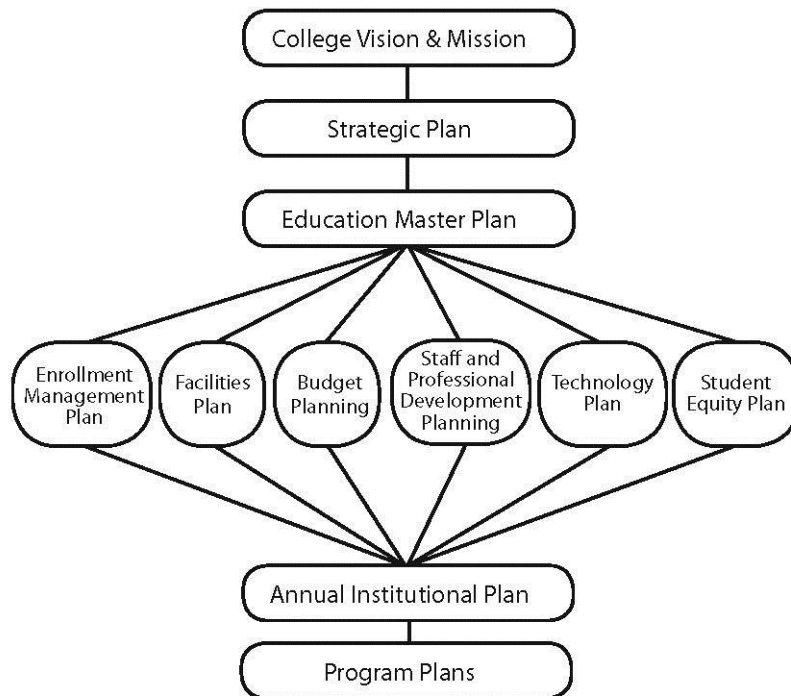 College Vision & Mission
Strategic Plan
Education Master Plan
Enrollment
Management
Plan
Facilities
Plan
Budget
Planning
Staff and
Professional
Development
Planning
Technology
Plan
Student
Equity Plan
Annual Institutional Plan
Program Plans